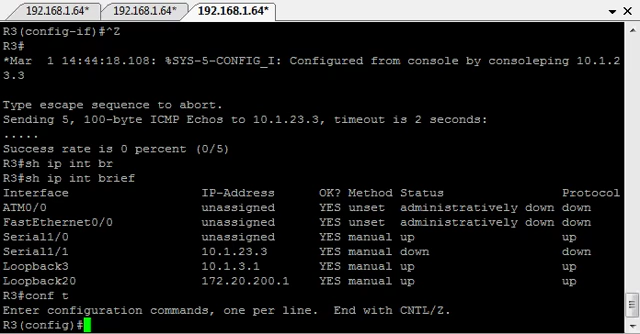 192.168.1.64* 192.168.1.64* 192.168.1.64*
R3(config-if)#^Z
R3#
*Mar  1 14:44:18.108: %SYS-5-CONFIG_I: Configured from console by consoleping 10.1.2
3.3
Type escape sequence to abort.
Sending 5, 100-byte ICMP Echos to 10.1.23.3, timeout is 2 seconds:
.....
Success rate is 0 percent (0/5)
R3#sh ip int br
R3#sh ip int brief
Interface IP-Address OK? Method Status Protocol
ATM0/0 unassigned YES unset administratively down down
FastEthernet0/0 unassigned YES unset administratively down down
Serial1/0 unassigned YES manual up up
Serial1/1 10.1.23.3 YES manual down down
Loopback3 10.1.3.1 YES manual up up
Loopback20 172.20.200.1 YES manual up up
R3#conf t
Enter configuration commands, one per line.  End with CNTL/Z.
R3(config)#